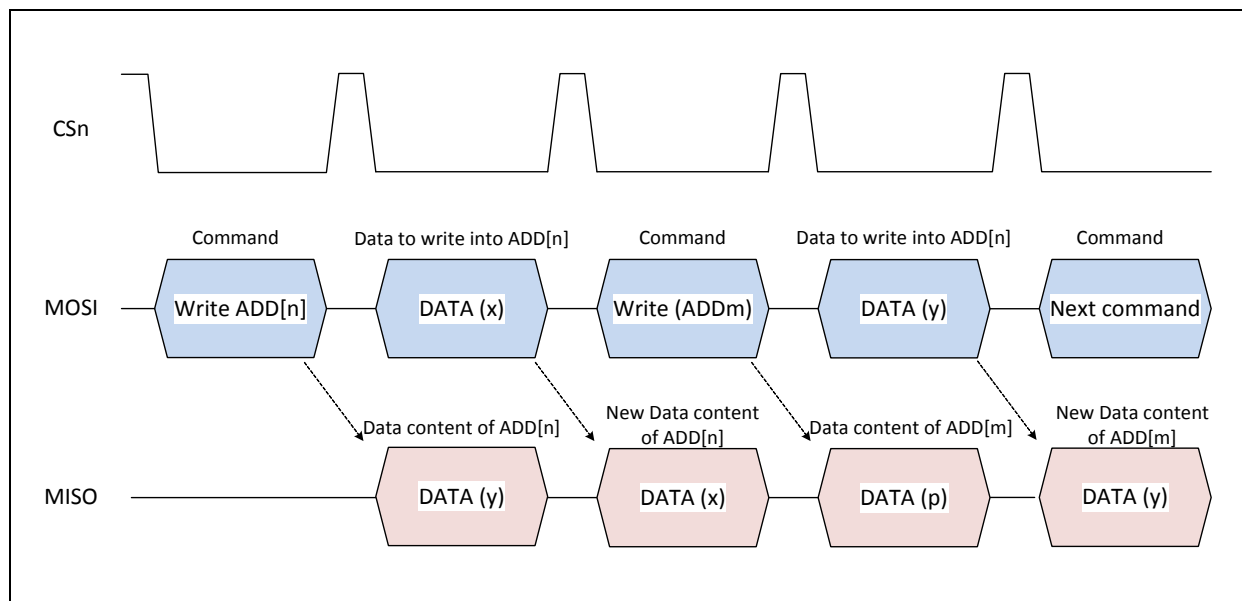 CSn
Command
Data to write into ADD[n]
Command
Data to write into ADD[n]
Command
MOSI
Write ADD[n]
DATA (x)
Write (ADDm)
DATA (y)
Next command
Data content of ADD[n]
New Data content
of ADD[n]
Data content of ADD[m]
New Data content
of ADD[m]
MISO
DATA (y)
DATA (x)
DATA (p)
DATA (y)